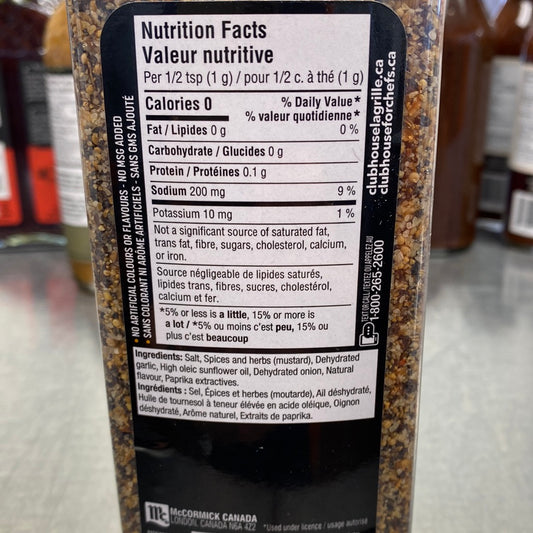 Nutrition Facts
Valeur nutritive
Per 1/2 tsp (1 g) / pour 1/2 c. à thé (1 g)
Calories 0
% Daily Value*
% valeur quotidienne*
Fat / Lipides 0 g 0 %
Carbohydrate / Glucides 0 g
Protein / Protéines 0.1 g
Sodium 200 mg 9 %
Potassium 10 mg 1 %
Not a significant source of saturated fat,
trans fat, fibre, sugars, cholesterol, calcium,
or iron.
Source négligeable de lipides saturés,
lipides trans, fibres, sucres, cholestérol,
calcium et fer.
*5% or less is a little, 15% or more is
a lot / *5% ou moins c'est peu, 15% ou
plus c'est beaucoup
• NO ARTIFICIAL COLOURS OR FLAVOURS - NO MSG ADDED
• SANS COLORANT NI ARÔME ARTIFICIELS - SANS GMS AJOUTÉ
clubhouselagrille.ca
clubhouseforchefs.ca
TEXT OR CALL / TEXTEZ OU APPELEZ AU
1-800-265-2600
Ingredients: Salt, Spices and herbs (mustard), Dehydrated
garlic, High oleic sunflower oil, Dehydrated onion, Natural
flavour, Paprika extractives.
Ingrédients : Sel, Épices et herbes (moutarde), Ail déshydraté,
Huile de tournesol à teneur élevée en acide oléique, Oignon
déshydraté, Arôme naturel, Extraits de paprika.
Mc McCORMICK CANADA
LONDON, CANADA N6A 4Z2 *Used under licence / usage autorisé